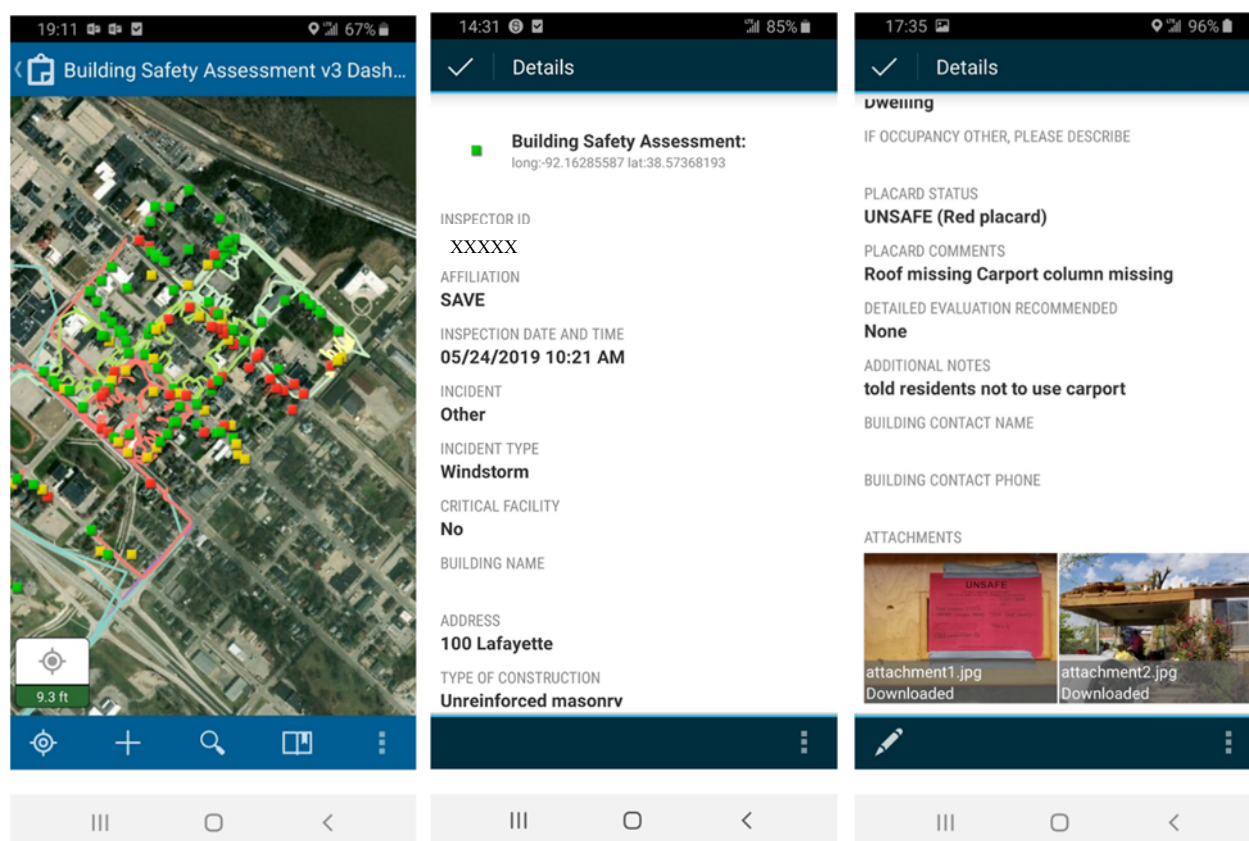 19:11
67%
Building Safety Assessment v3 Dash...
9.3 ft
14:31
85%
Details
Building Safety Assessment:
long:-92.16285587 lat:38.57368193
INSPECTOR ID
XXXXX
AFFILIATION
SAVE
INSPECTION DATE AND TIME
05/24/2019 10:21 AM
INCIDENT
Other
INCIDENT TYPE
Windstorm
CRITICAL FACILITY
No
BUILDING NAME
ADDRESS
100 Lafayette
TYPE OF CONSTRUCTION
Unreinforced masonry
17:35
96%
Details
Dwelling
IF OCCUPANCY OTHER, PLEASE DESCRIBE
PLACARD STATUS
UNSAFE (Red placard)
PLACARD COMMENTS
Roof missing Carport column missing
DETAILED EVALUATION RECOMMENDED
None
ADDITIONAL NOTES
told residents not to use carport
BUILDING CONTACT NAME
BUILDING CONTACT PHONE
ATTACHMENTS
UNSAFE
attachment1.jpg
Downloaded
attachment2.jpg
Downloaded